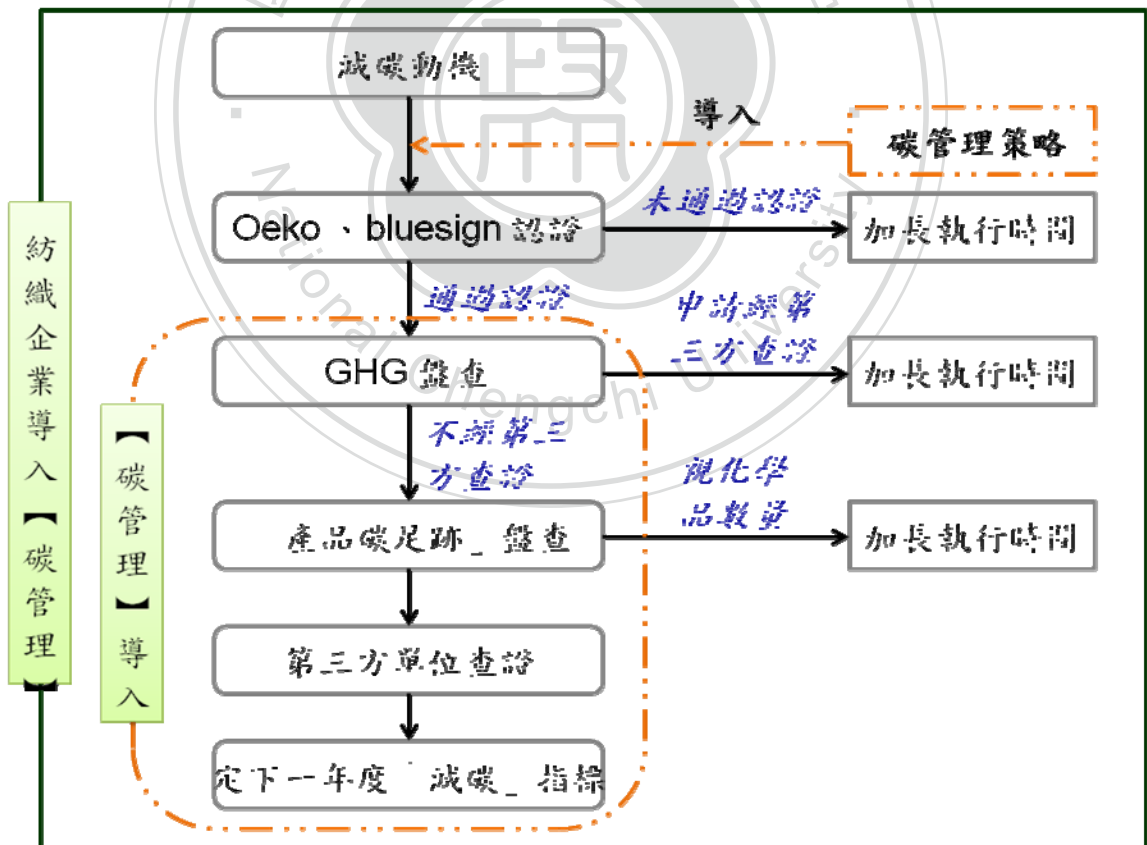 減碳動機
導入
碳管理策略
Oeko、bluesign 認證
未通過認證
加長執行時間
通過認證
GHG 盤查
申請經第
三方查證
加長執行時間
不經第三
方查證
產品碳足跡_ 盤查
視化學
品數量
加長執行時間
第三方單位查證
定下一年度「減碳_ 指標
紡織企業導入【碳管理】
【碳管理】導入
National Chengchi University
政